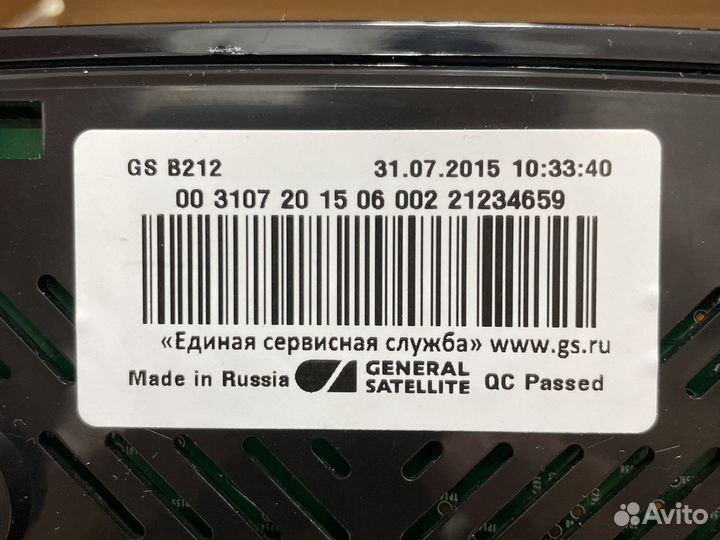 GS B212 31.07.2015 10:33:40
00 3107 20 15 06 002 21234659
«Единая сервисная служба» www.gs.ru
Made in Russia GENERAL SATELLITE QC Passed
Avito